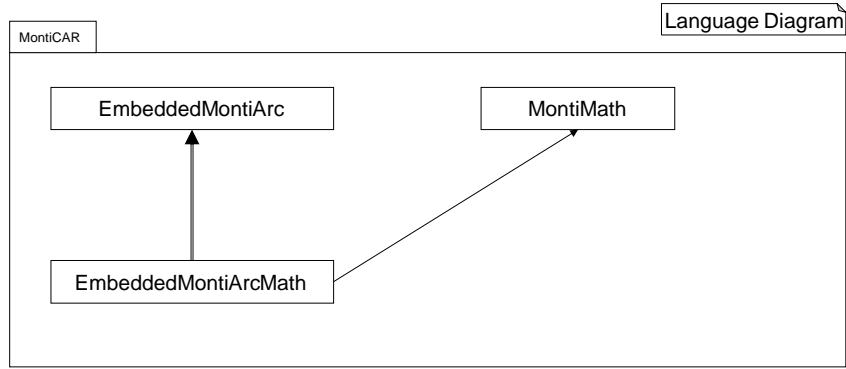 Language Diagram
MontiCAR
EmbeddedMontiArc
MontiMath
EmbeddedMontiArcMath